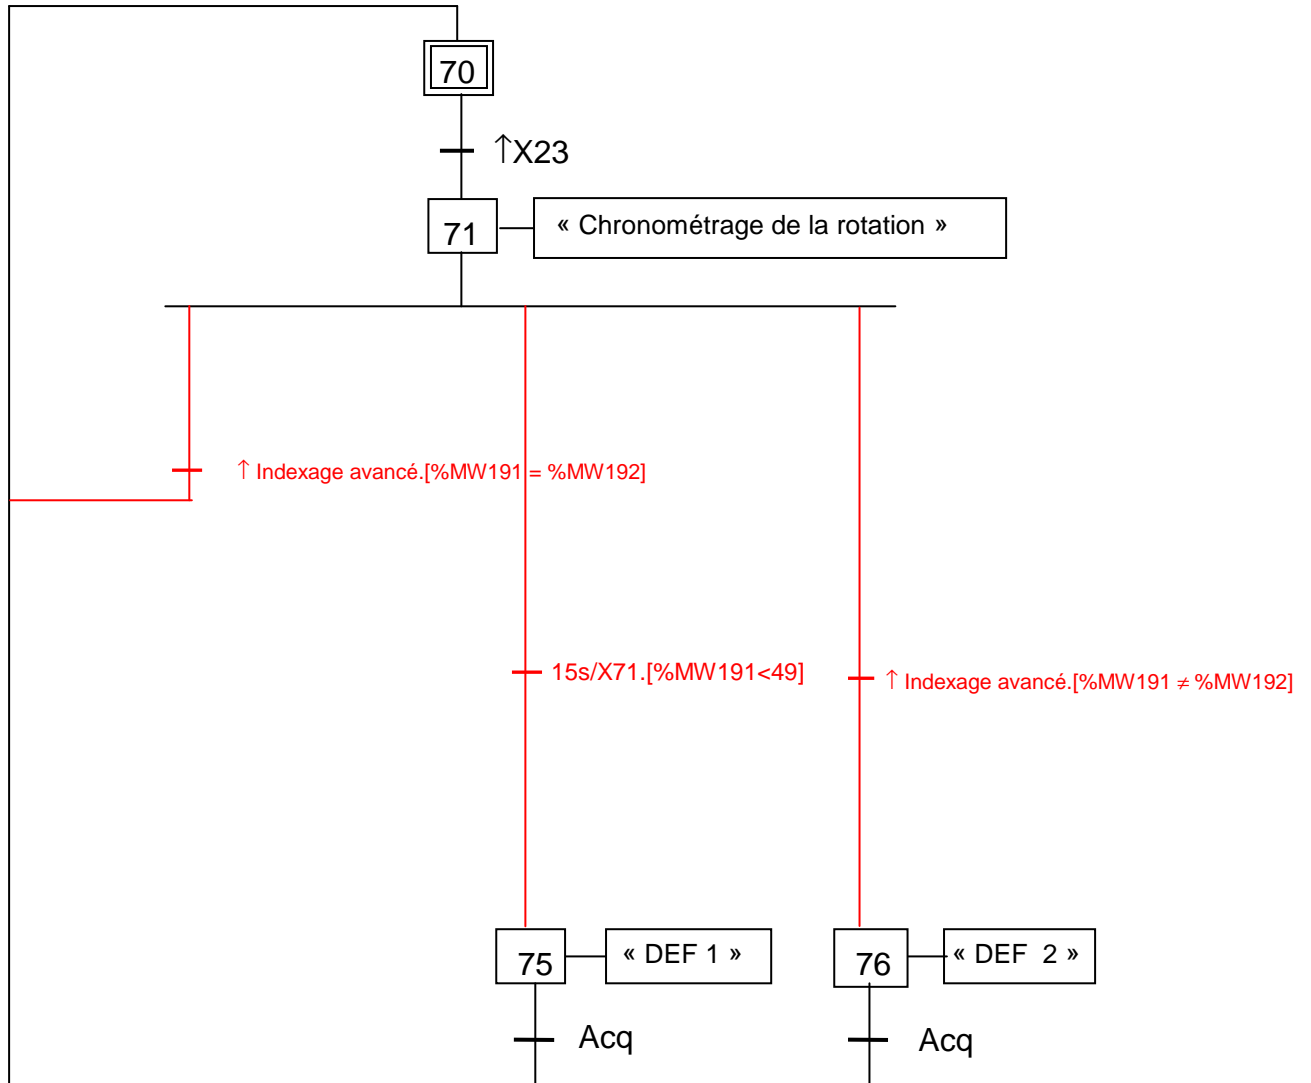 70
↑X23
71
« Chronométrage de la rotation »
↑ Indexage avancé.[%MW191 = %MW192]
15s/X71.[%MW191<49]
↑ Indexage avancé.[%MW191 ≠ %MW192]
75
« DEF 1 »
76
« DEF 2 »
Acq
Acq